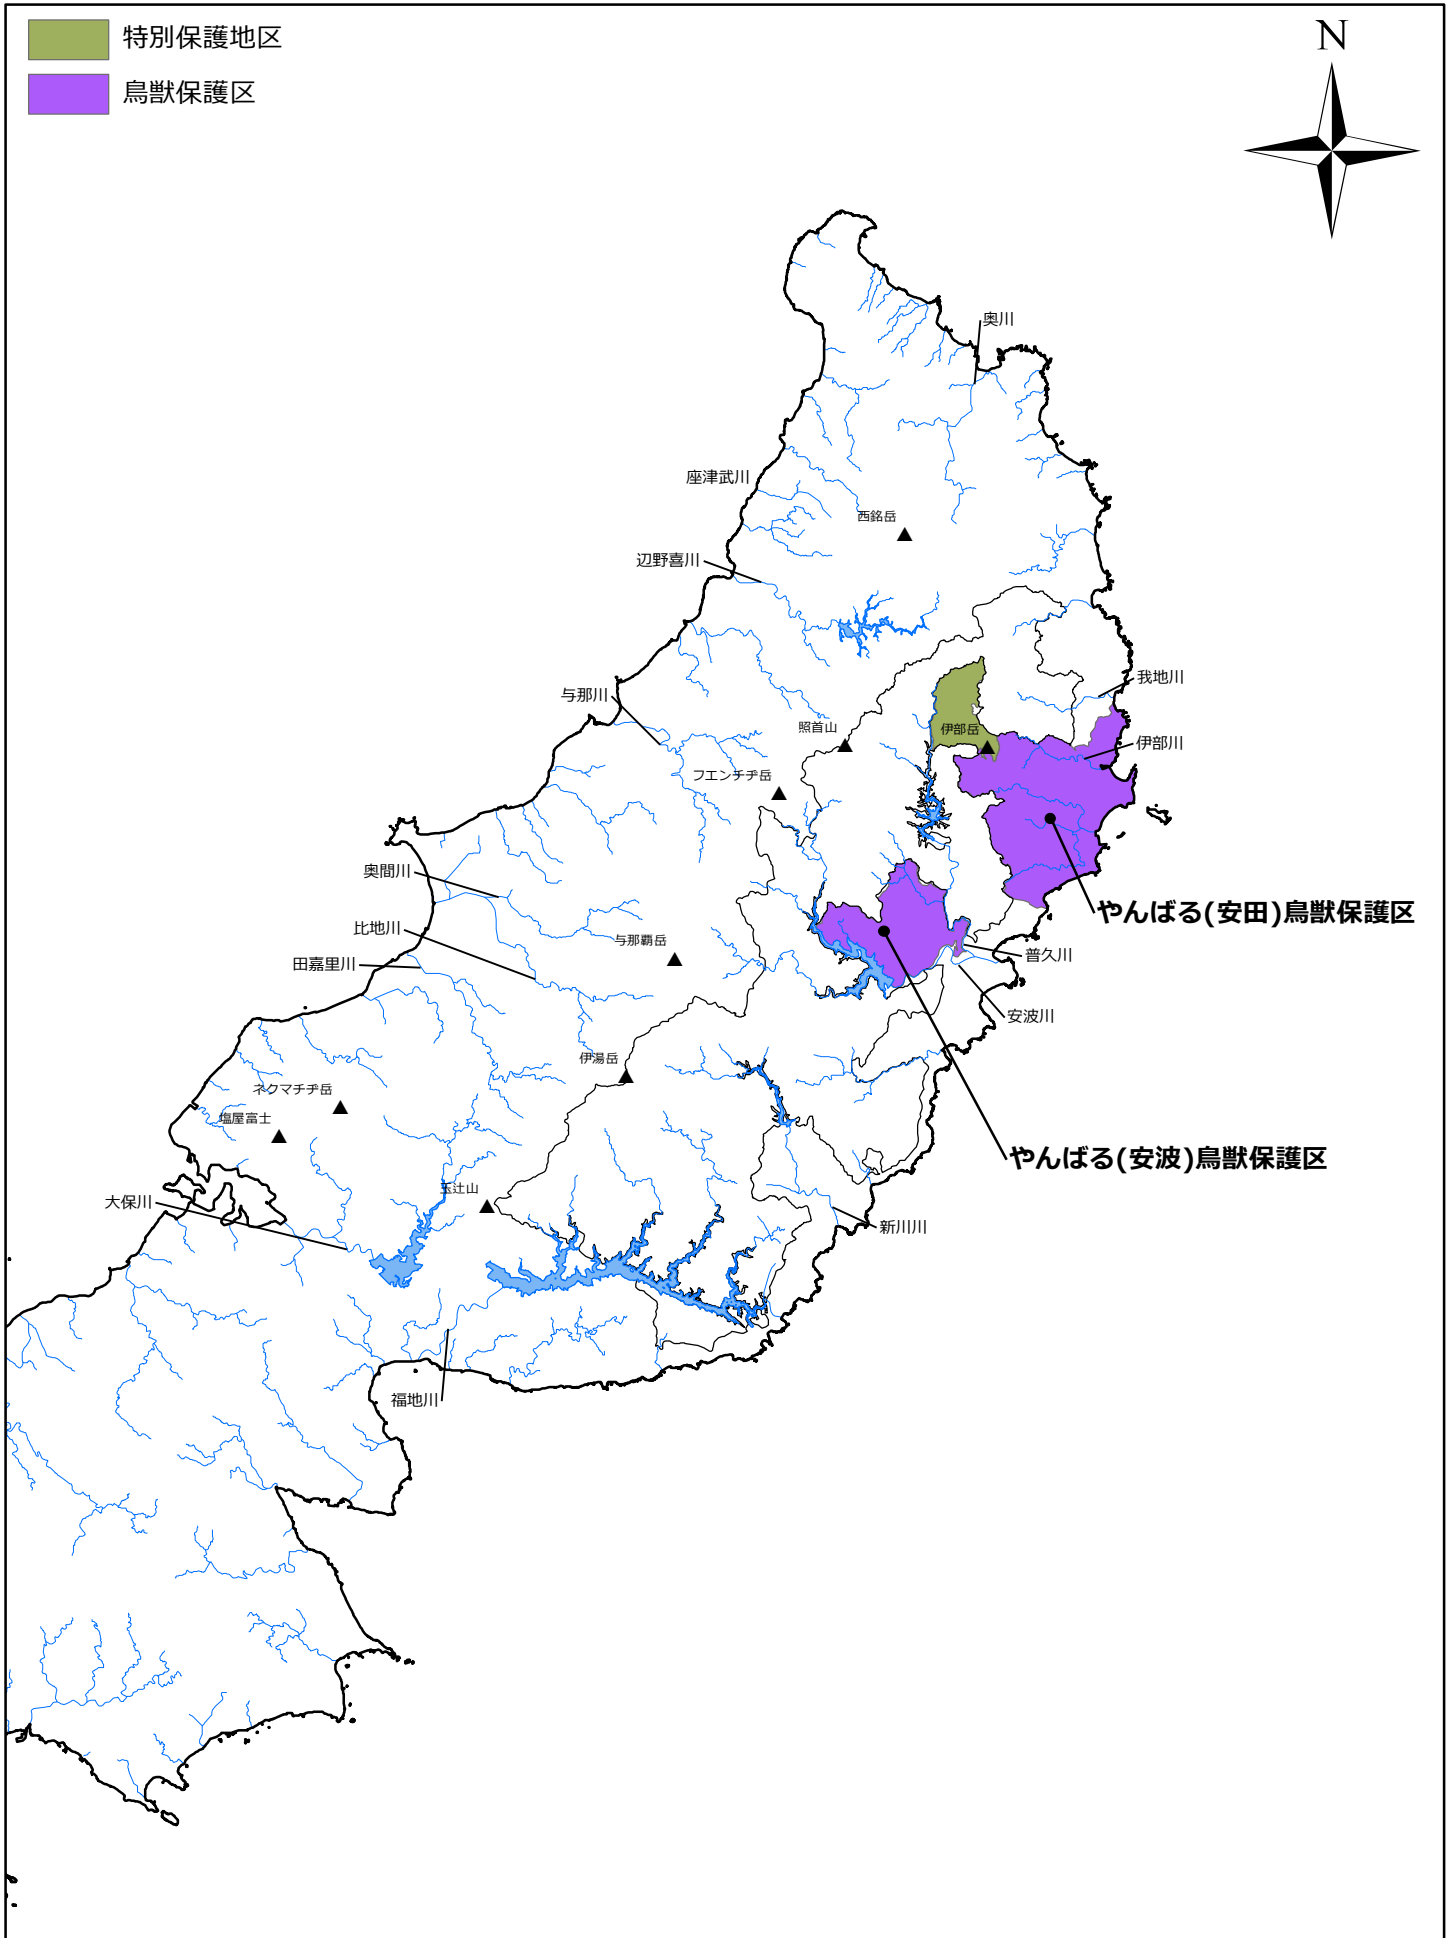 特別保護地区
鳥獣保護区
N
奥川
座津武川
西銘岳
辺野喜川
我地川
与那川
照首山
伊部岳
伊部川
フエンチヂ岳
奥間川
やんばる(安田)鳥獣保護区
比地川
与那覇岳
普久川
田嘉里川
安波川
伊湯岳
ネクマチヂ岳
塩屋富士
やんばる(安波)鳥獣保護区
玉辻山
大保川
新川川
福地川